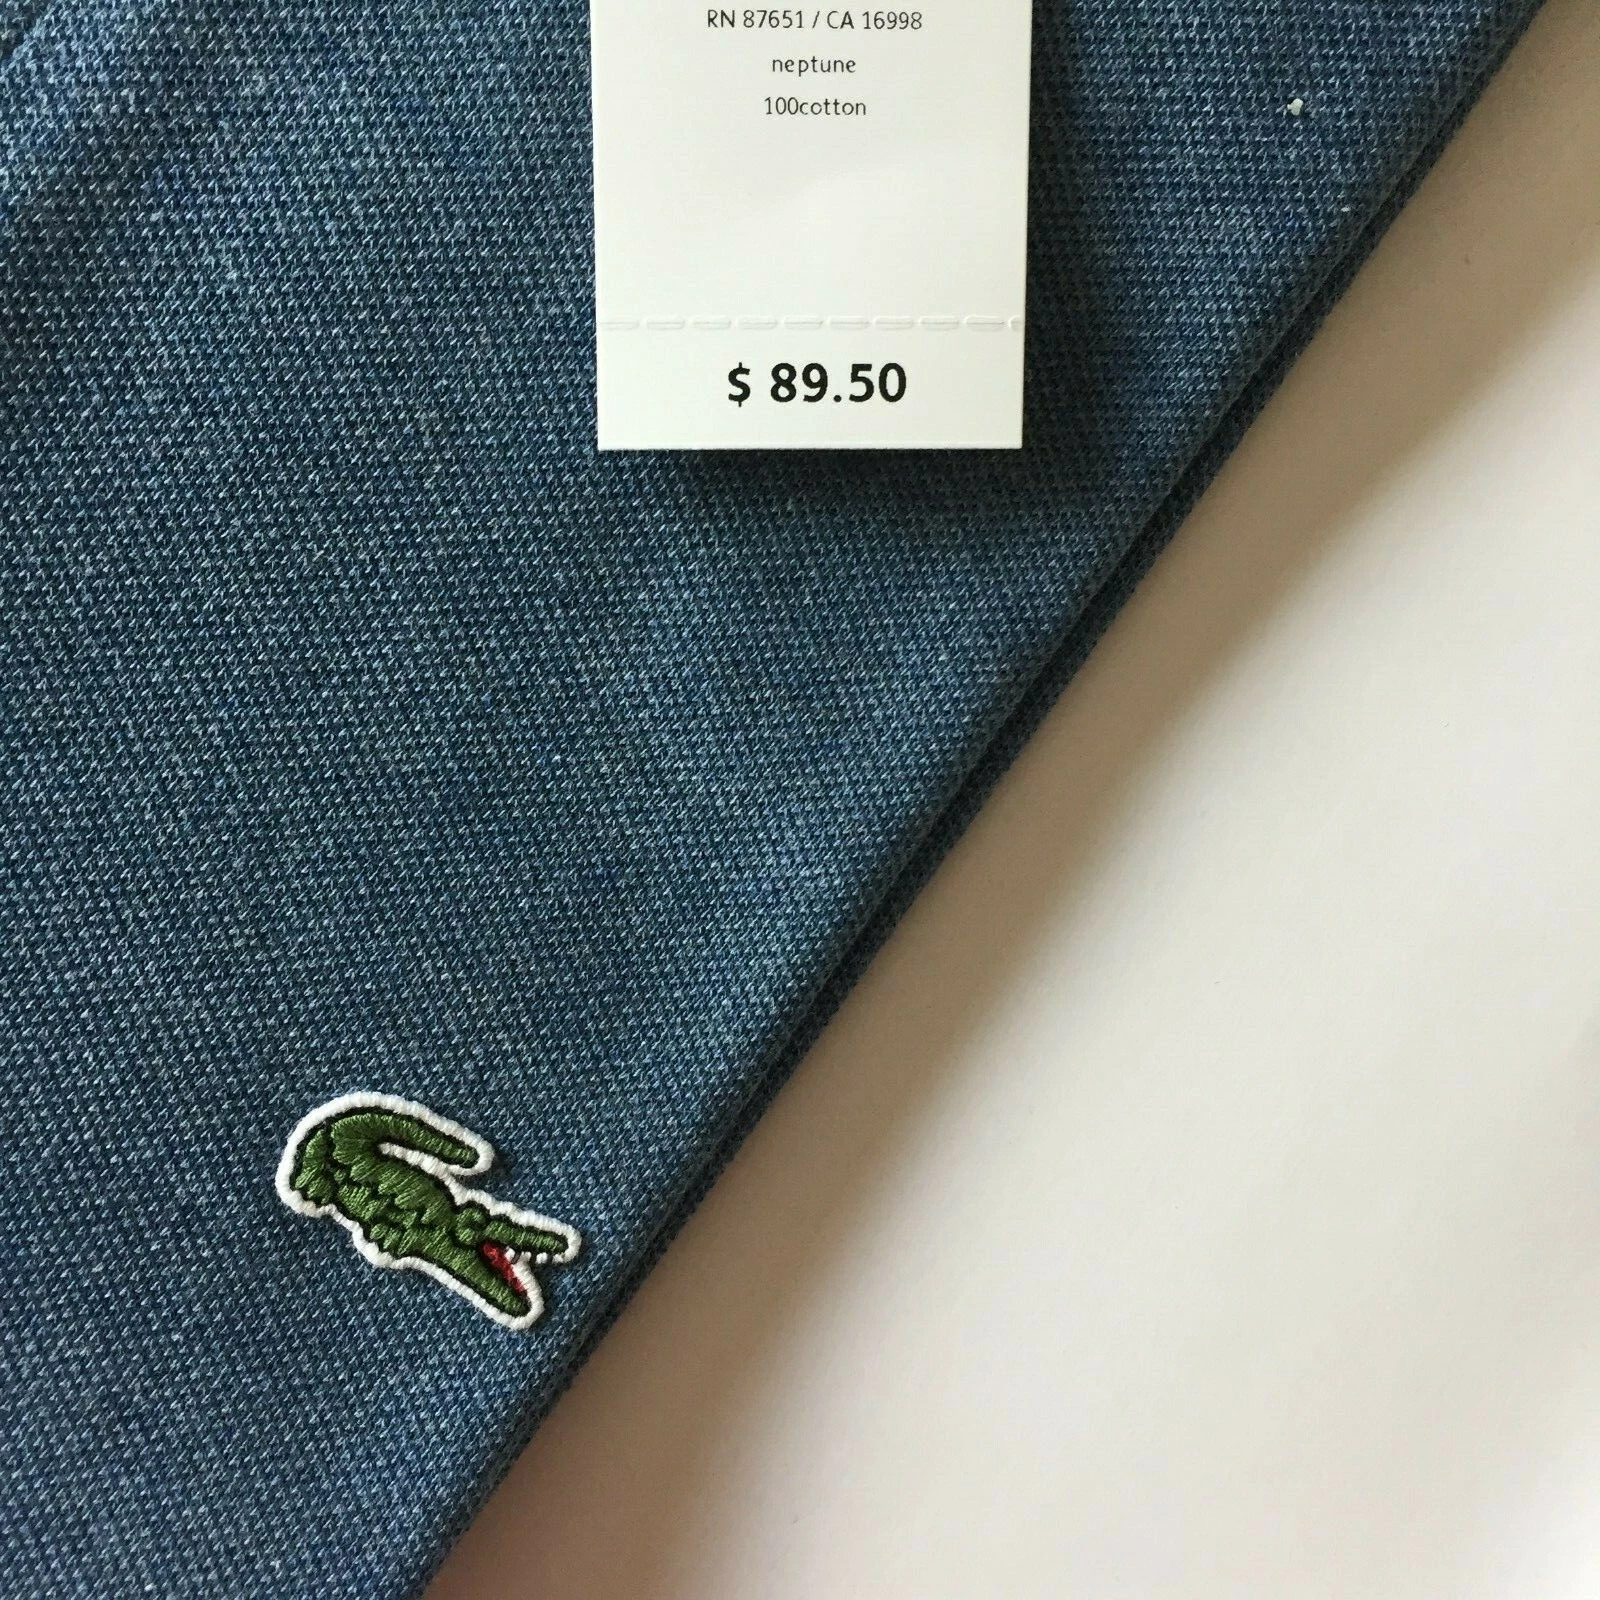 RN 87651 / CA 16998
neptune
100cotton
$ 89.50